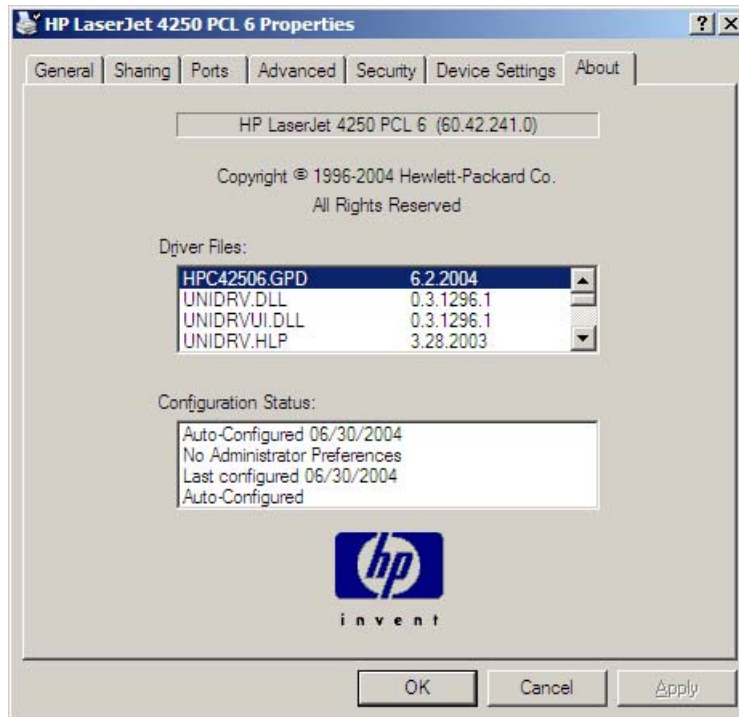 HP LaserJet 4250 PCL 6 Properties
General Sharing Ports Advanced Security Device Settings About
HP LaserJet 4250 PCL 6 (60.42.241.0)
Copyright © 1996-2004 Hewlett-Packard Co.
All Rights Reserved
Driver Files:
HPC42506.GPD 6.2.2004
UNIDRV.DLL 0.3.1296.1
UNIDRVUI.DLL 0.3.1296.1
UNIDRV.HLP 3.28.2003
Configuration Status:
Auto-Configured 06/30/2004
No Administrator Preferences
Last configured 06/30/2004
Auto-Configured
hp
invent
OK Cancel Apply